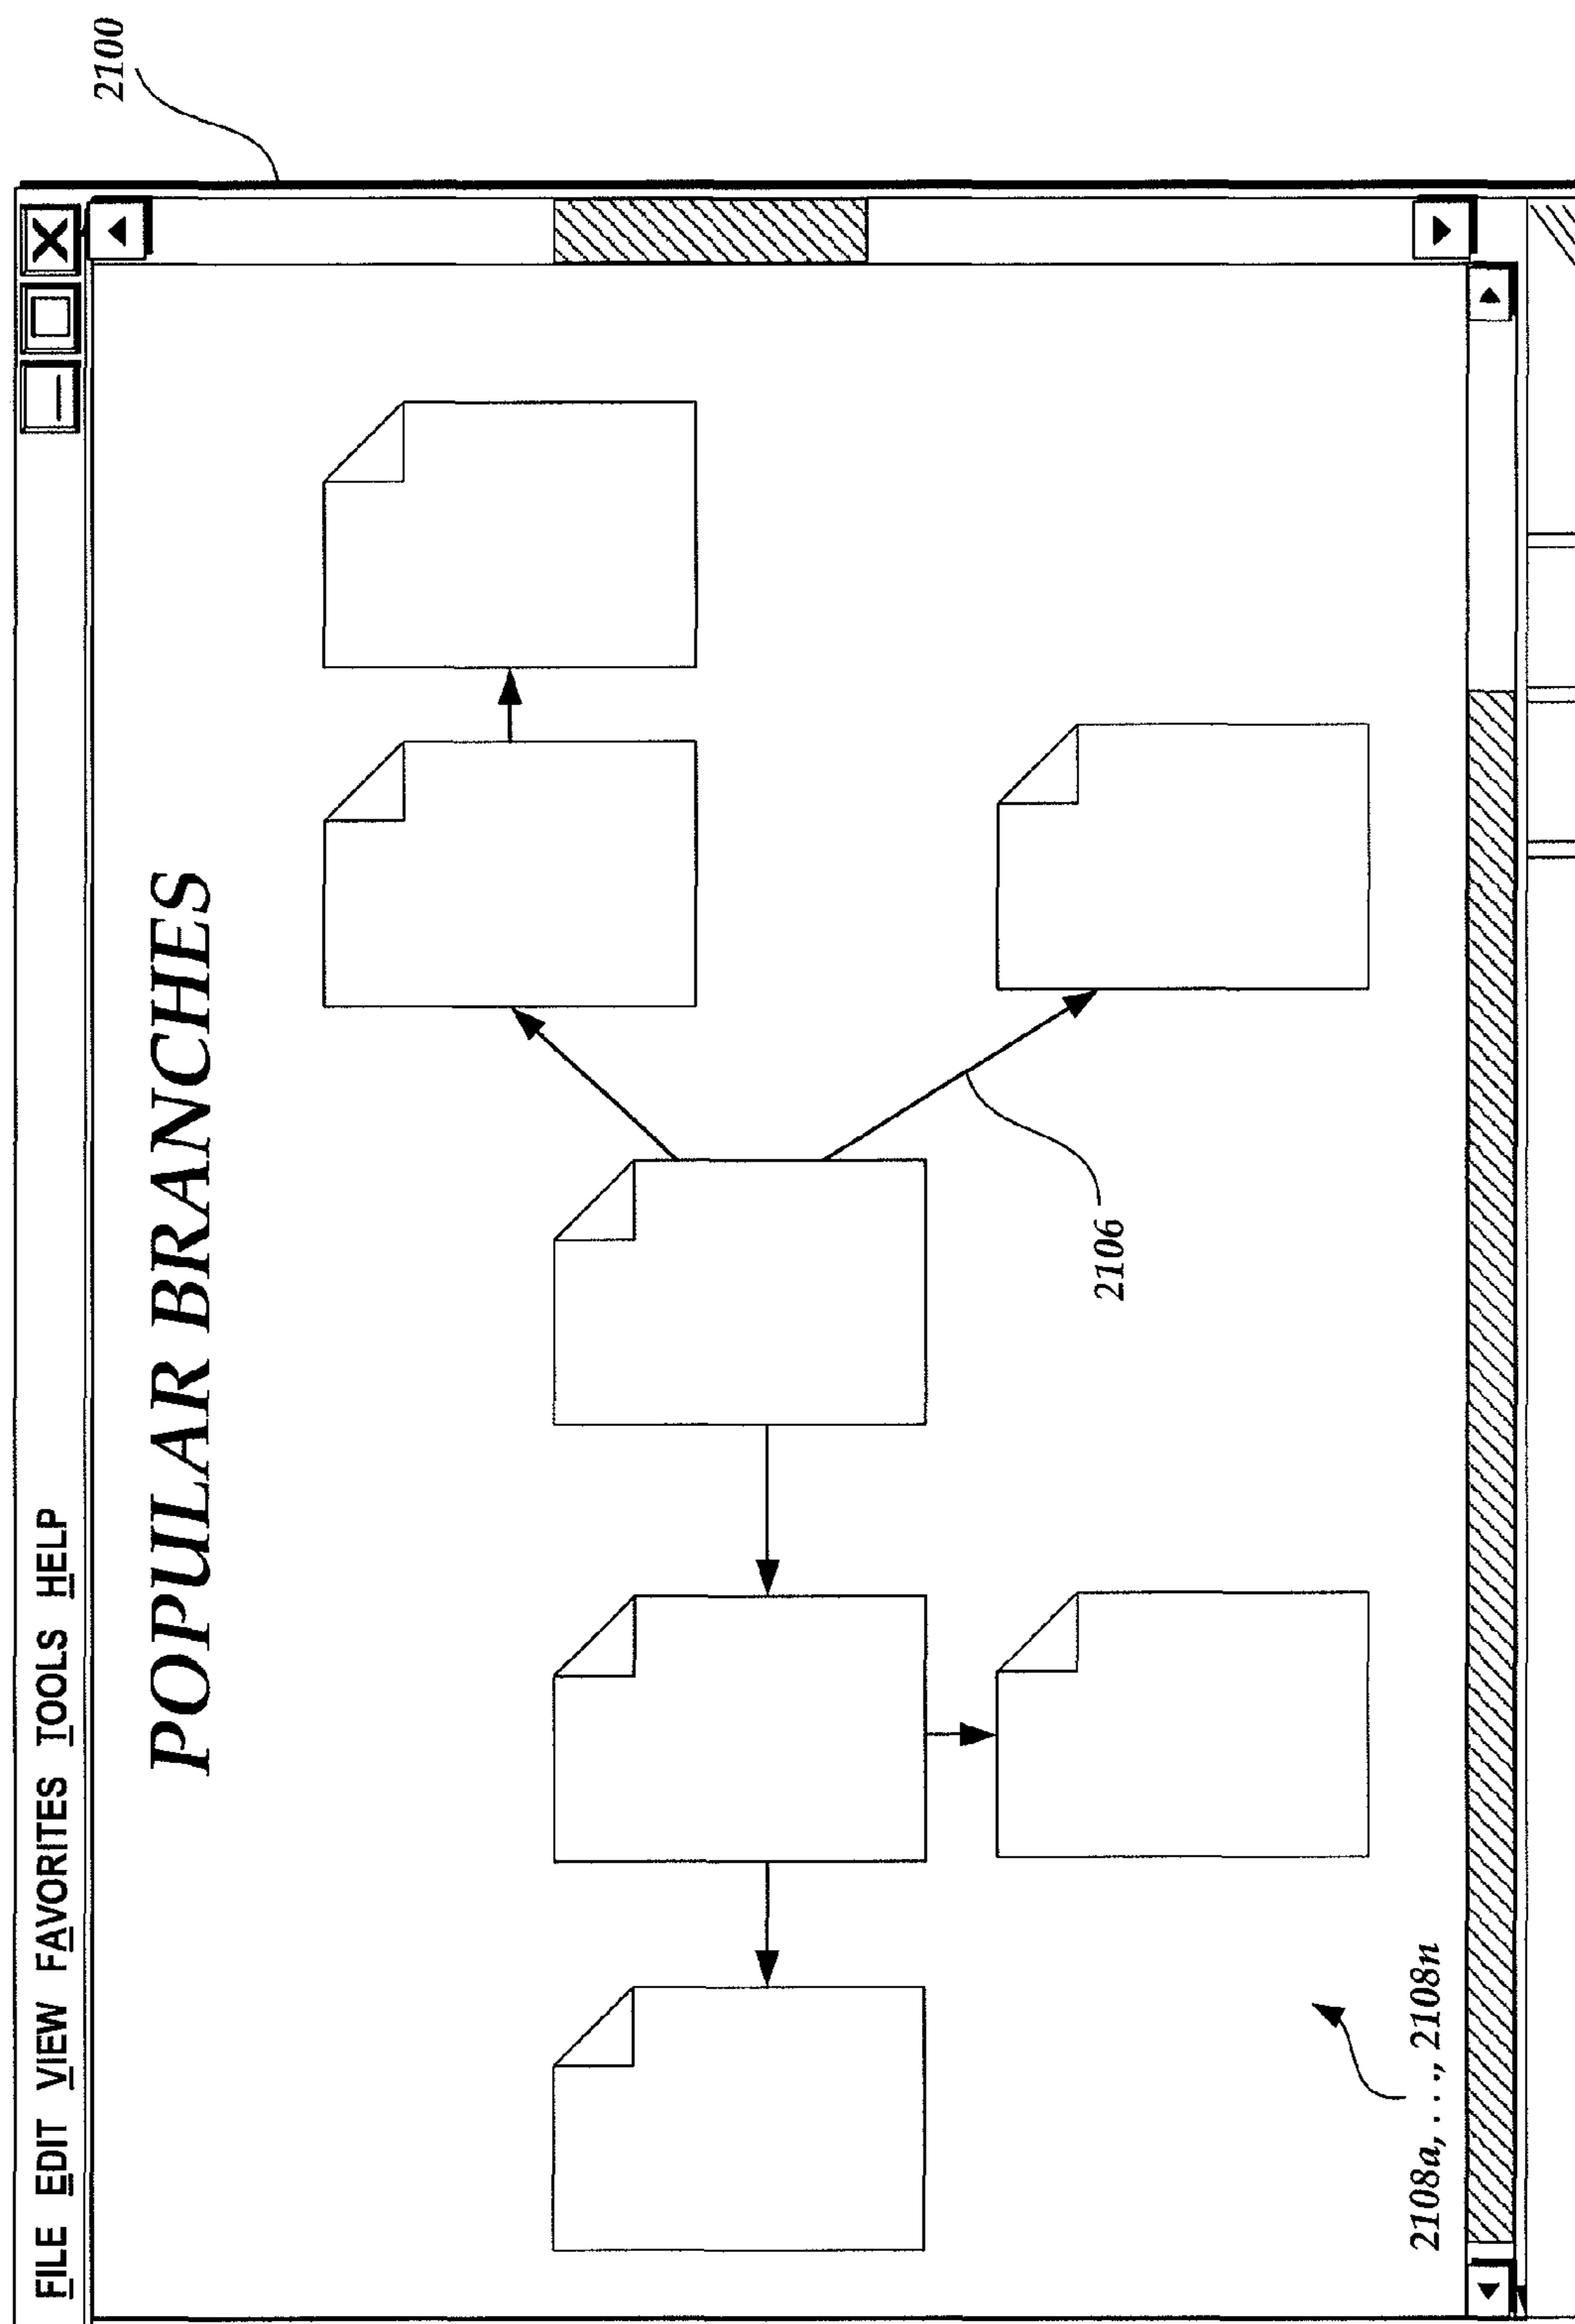 2100
FILE EDIT VIEW FAVORITES TOOLS HELP
POPULAR BRANCHES
2106
2108a, . . ., 2108n